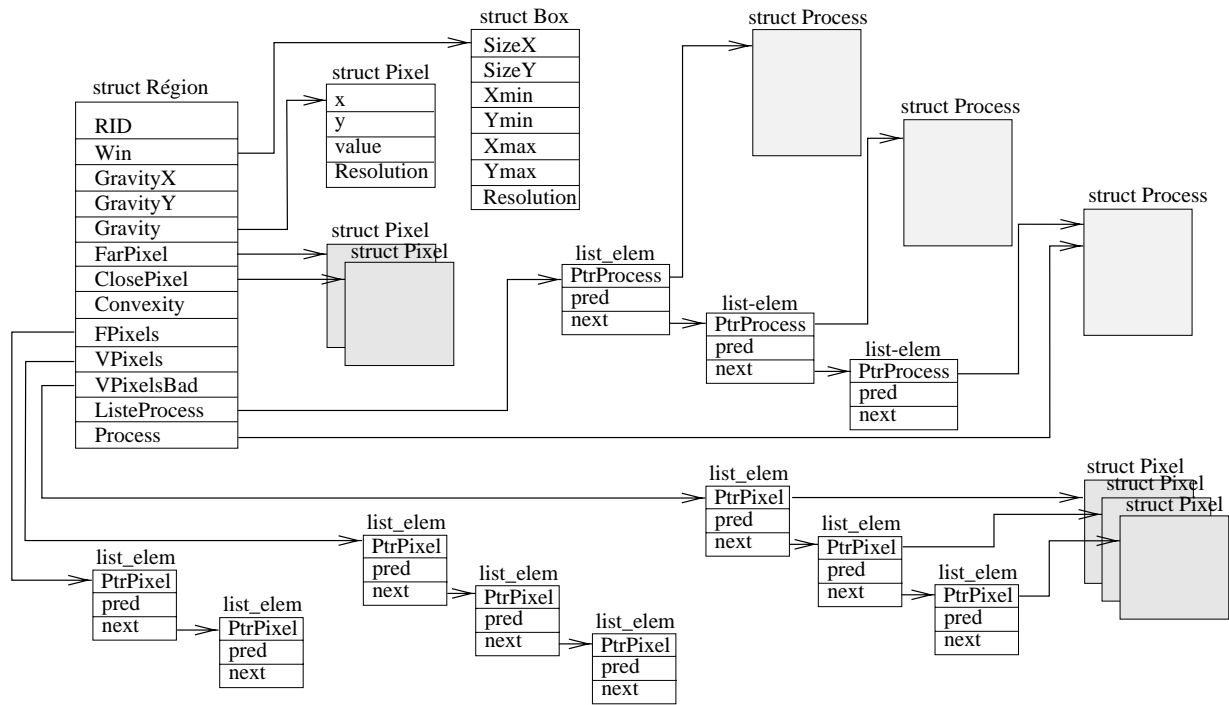 struct Région
RID
Win
GravityX
GravityY
Gravity
FarPixel
ClosePixel
Convexity
FPixels
VPixels
VPixelsBad
ListeProcess
Process
struct Pixel
x
y
value
Resolution
struct Box
SizeX
SizeY
Xmin
Ymin
Xmax
Ymax
Resolution
struct Pixel
struct Pixel
struct Process
struct Process
struct Process
list_elem
PtrProcess
pred
next
list-elem
PtrProcess
pred
next
list-elem
PtrProcess
pred
next
list_elem
PtrPixel
pred
next
list_elem
PtrPixel
pred
next
list_elem
PtrPixel
pred
next
struct Pixel
struct Pixel
struct Pixel
list_elem
PtrPixel
pred
next
list_elem
PtrPixel
pred
next
list_elem
PtrPixel
pred
next
list_elem
PtrPixel
pred
next
list_elem
PtrPixel
pred
next